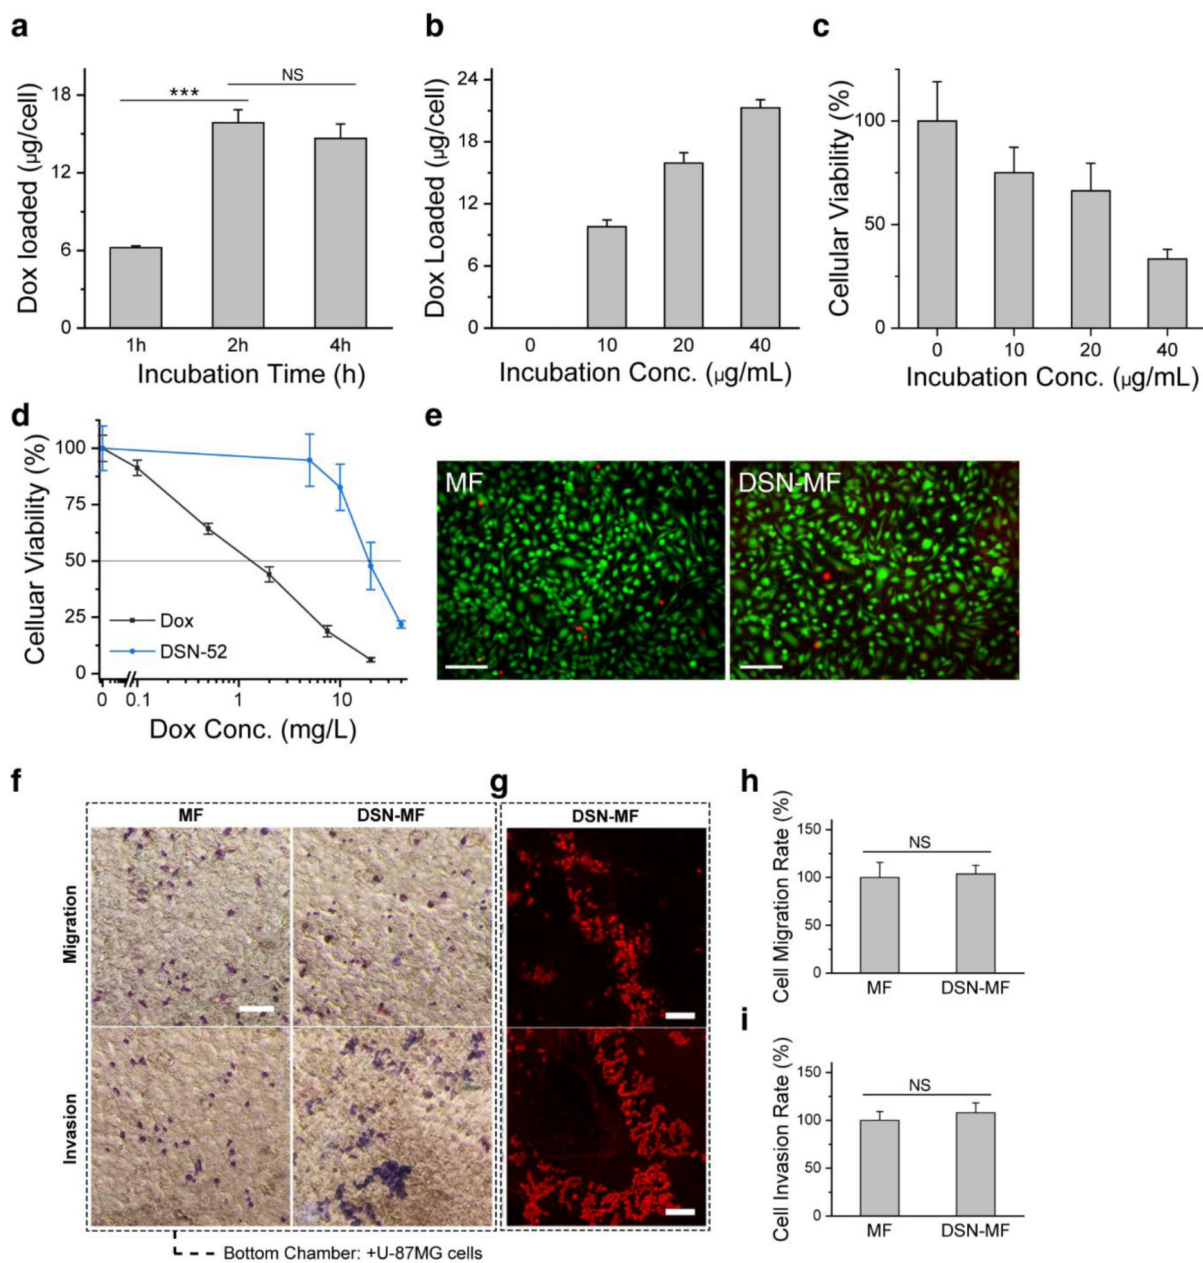 a
Dox loaded (µg/cell)
18
12
6
0
***
NS
1h 2h 4h
Incubation Time (h)
b
Dox Loaded (µg/cell)
24
18
12
6
0
0 10 20 40
Incubation Conc. (µg/mL)
c
Cellular Viability (%)
100
50
0
0 10 20 40
Incubation Conc. (µg/mL)
d
Celluar Viability (%)
100
75
50
25
0
Dox
DSN-52
0 0.1 1 10
Dox Conc. (mg/L)
e
MF
DSN-MF
f
MF DSN-MF
Migration
Invasion
Bottom Chamber: +U-87MG cells
g
DSN-MF
h
Cell Migration Rate (%)
150
100
50
0
NS
MF DSN-MF
i
Cell Invasion Rate (%)
150
100
50
0
NS
MF DSN-MF